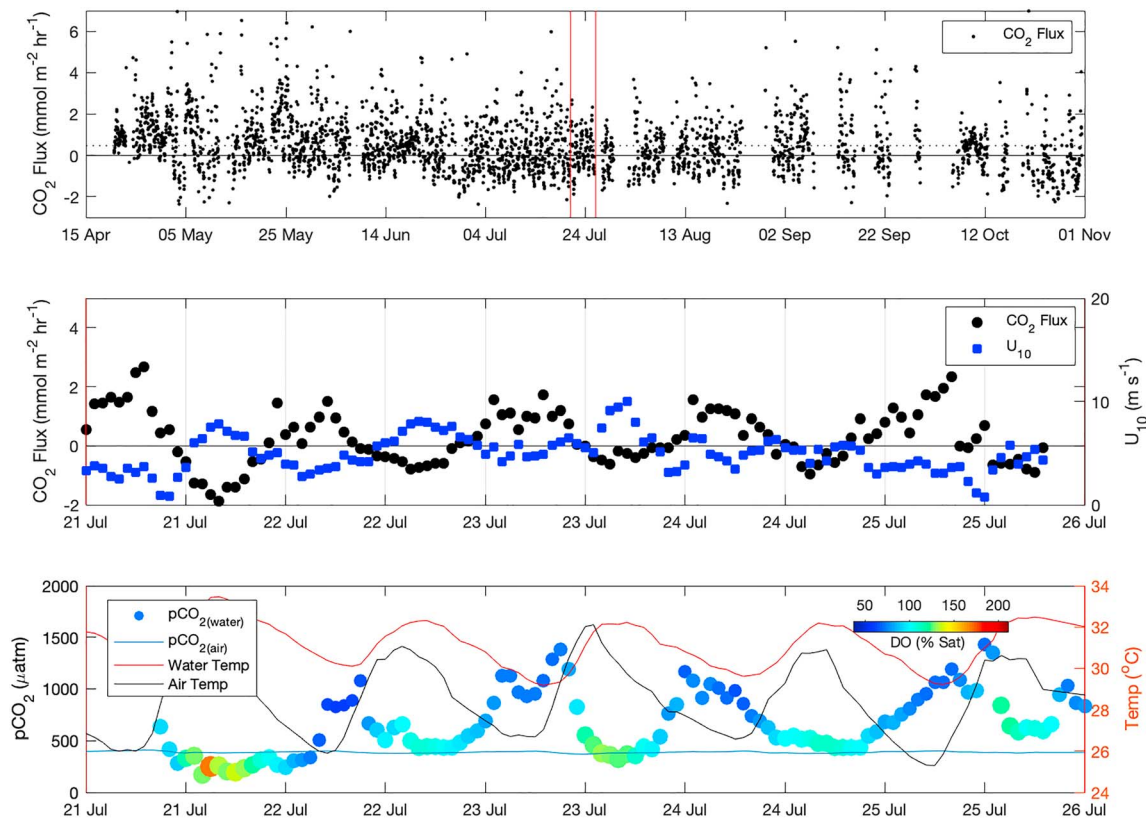 CO2 Flux (mmol m-2 hr-1)
6
4
2
0
-2
CO2 Flux
15 Apr 05 May 25 May 14 Jun 04 Jul 24 Jul 13 Aug 02 Sep 22 Sep 12 Oct 01 Nov
CO2 Flux (mmol m-2 hr-1)
4
2
0
-2
CO2 Flux
U10
20
10
0
U10 (m s-1)
21 Jul 21 Jul 22 Jul 22 Jul 23 Jul 23 Jul 24 Jul 24 Jul 25 Jul 25 Jul 26 Jul
pCO2 (μatm)
2000
1500
1000
500
0
pCO2(water)
pCO2(air)
Water Temp
Air Temp
50 100 150 200
DO (% Sat)
34
32
30
28
26
24
Temp (oC)
21 Jul 21 Jul 22 Jul 22 Jul 23 Jul 23 Jul 24 Jul 24 Jul 25 Jul 25 Jul 26 Jul